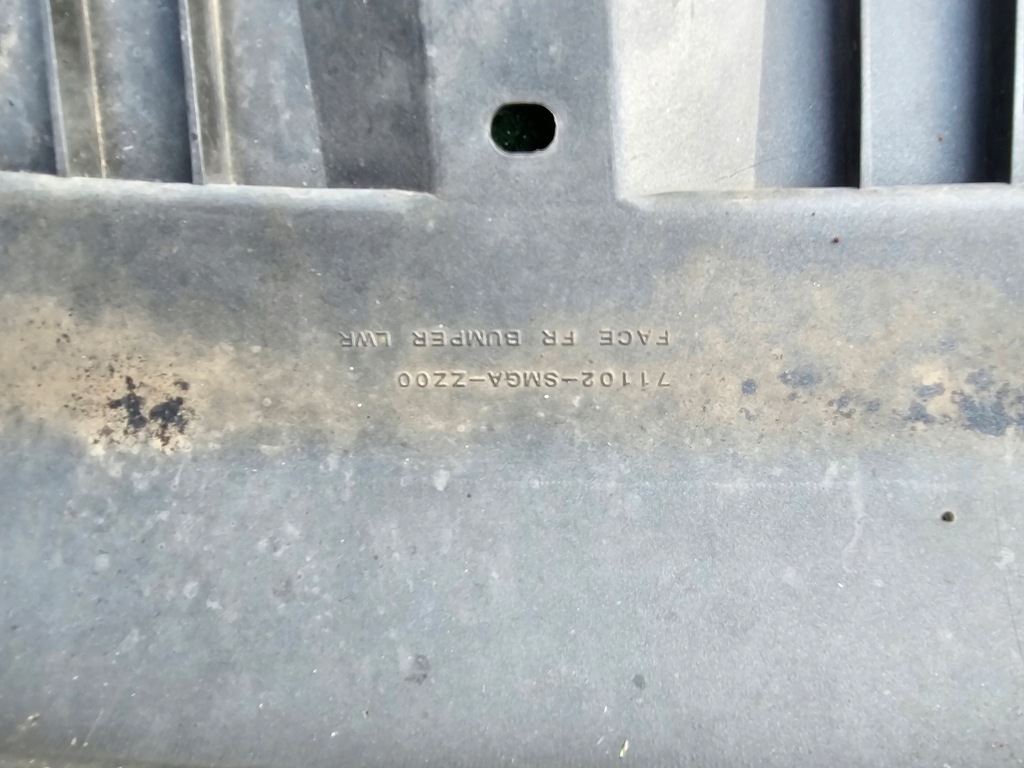 71102-SMGA-ZZ00
FACE FR BUMPER LWR